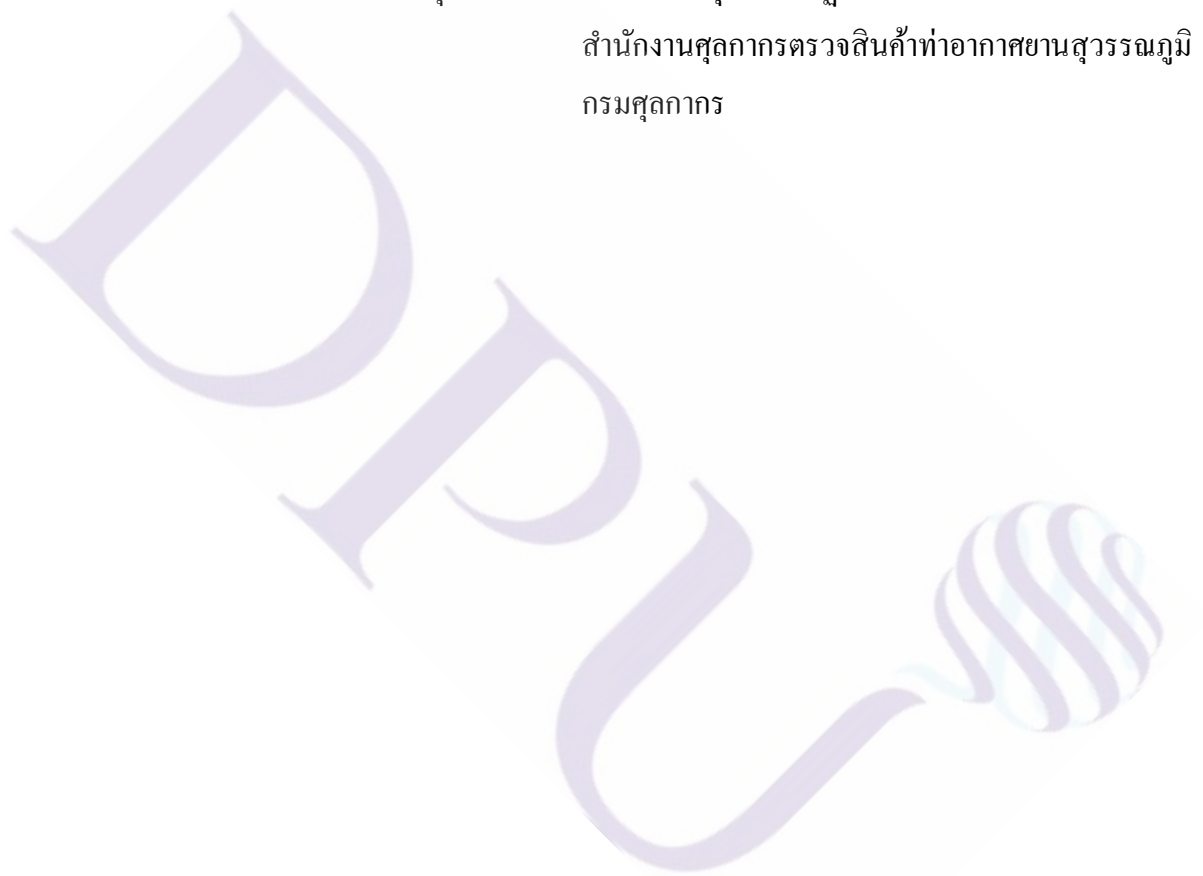 สำนักงานศุลกากรตรวจสินค้าท่าอากาศยานสุวรรณภูมิ
กรมศุลกากร
DPU